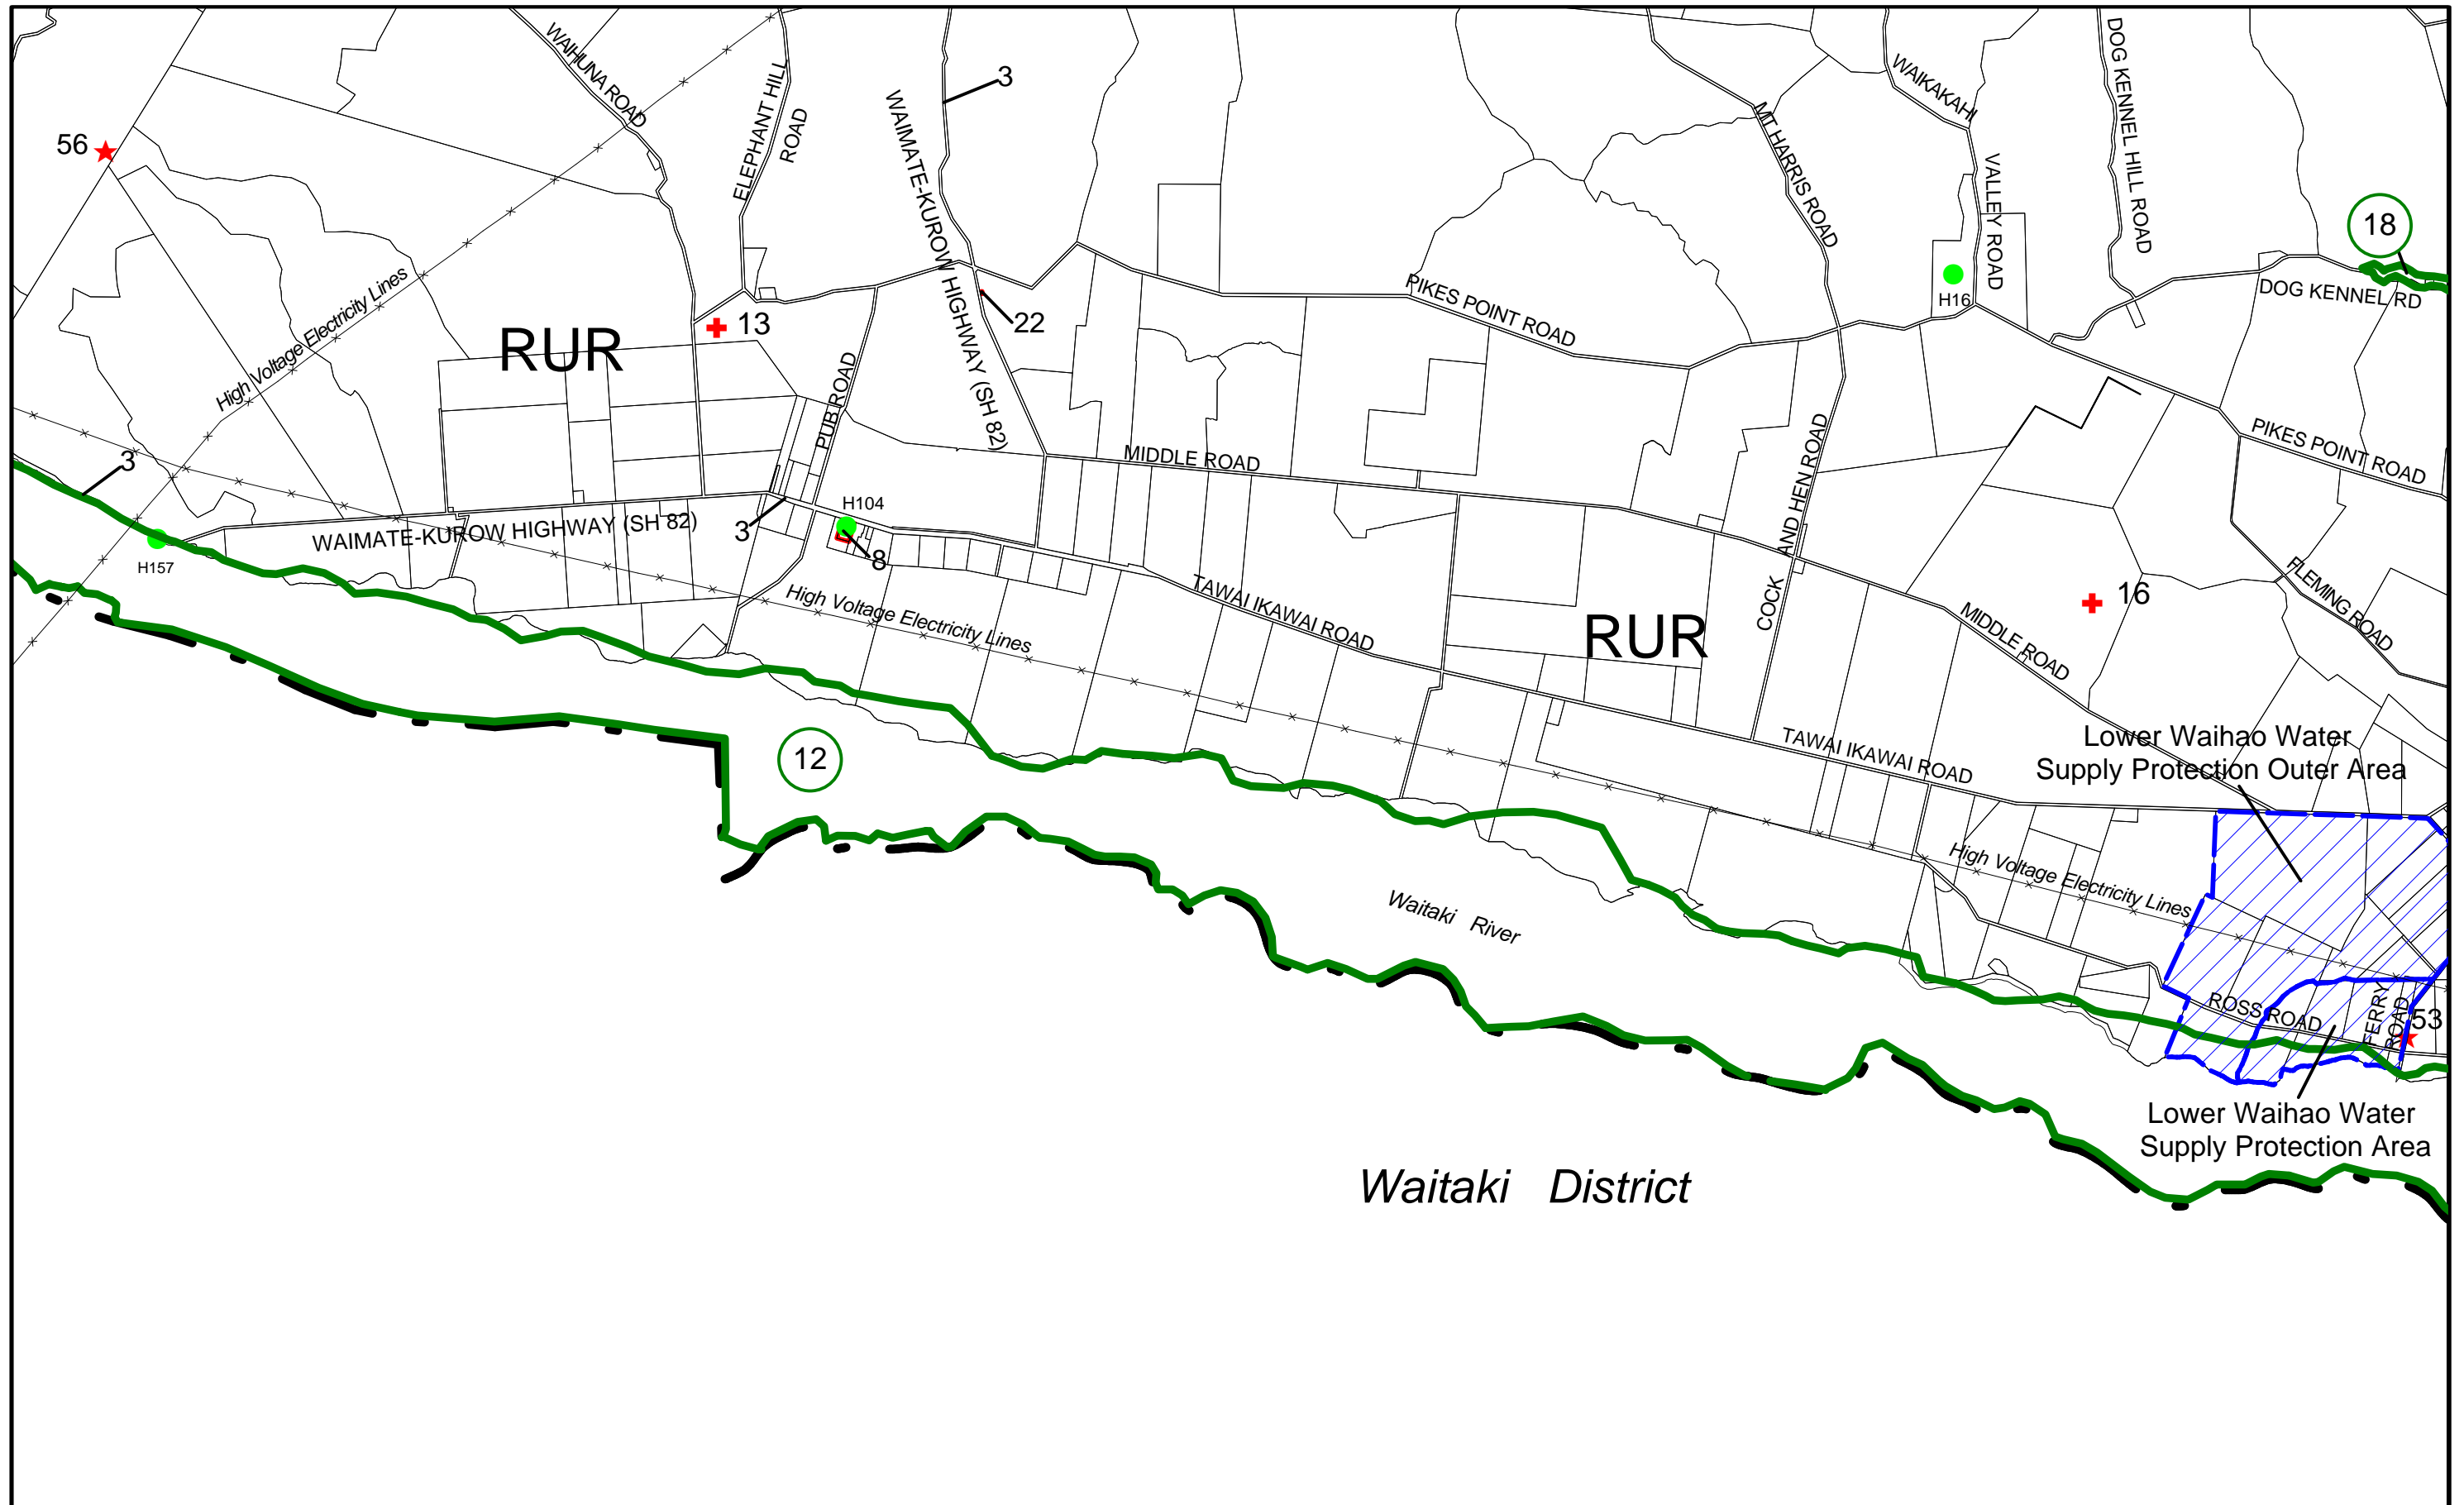 WAIHUNA ROAD
ELEPHANT HILL
ROAD
WAIMATE-KUROW HIGHWAY (SH 82)
3
MT HARRIS ROAD
WAIKAKAHI
VALLEY ROAD
DOG KENNEL HILL ROAD
56
18
H16
DOG KENNEL RD
High Voltage Electricity Lines
RUR
13
22
PIKES POINT ROAD
PUB ROAD
MIDDLE ROAD
PIKES POINT ROAD
3
WAIMATE-KUROW HIGHWAY (SH 82)
3
H104
8
H157
COCK
AND HEN ROAD
High Voltage Electricity Lines
TAWAI IKAWAI ROAD
RUR
16
FLEMING ROAD
MIDDLE ROAD
12
TAWAI IKAWAI ROAD
Lower Waihao Water
Supply Protection Outer Area
High Voltage Electricity Lines
Waitaki River
ROSS ROAD
FERRY
ROAD
53
Lower Waihao Water
Supply Protection Area
Waitaki District